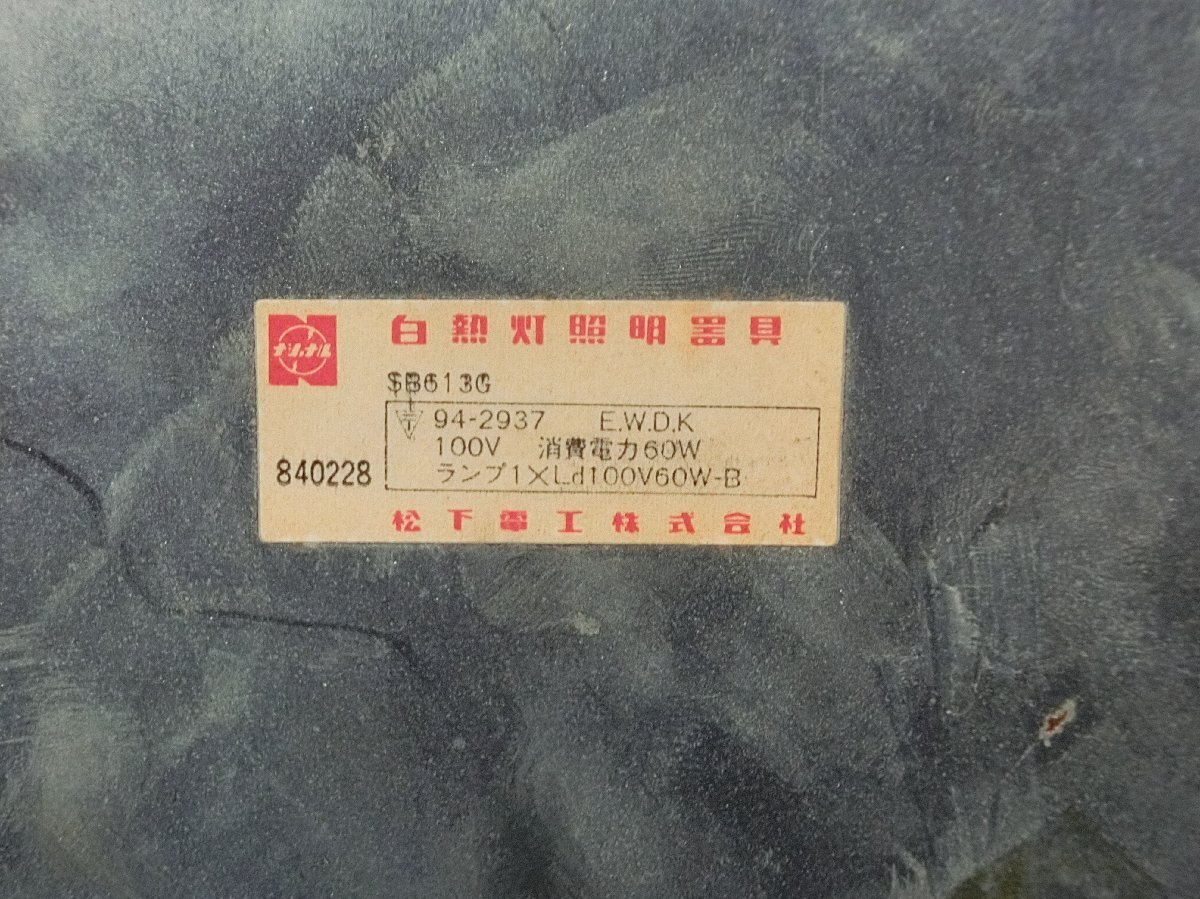 ナショナル
白熱灯照明器具
SB613G
94-2937 E.W.D.K
100V 消費電力60W
840228
ランプ1×Ld100V60W-B
松下電工株式会社